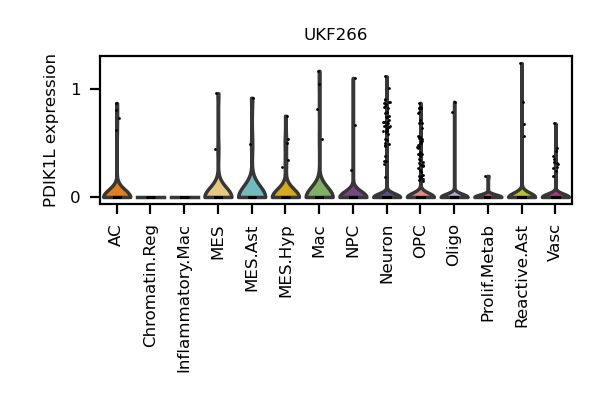 UKF266
PDIK1L expression
1
0
AC
Chromatin.Reg
Inflammatory.Mac
MES
MES.Ast
MES.Hyp
Mac
NPC
Neuron
OPC
Oligo
Prolif.Metab
Reactive.Ast
Vasc